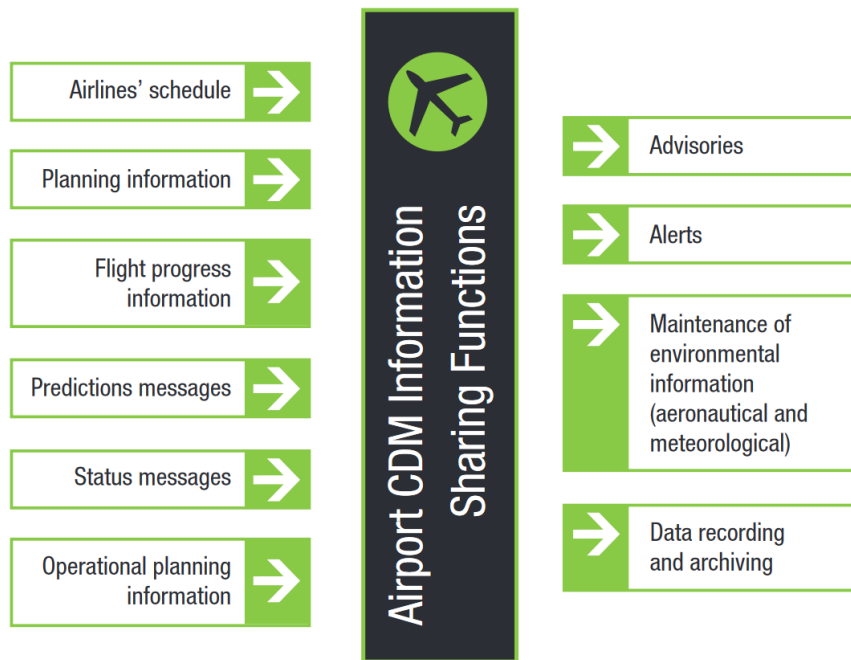 Airlines’ schedule
Planning information
Flight progress
information
Predictions messages
Status messages
Operational planning
information
Airport CDM Information
Sharing Functions
Advisories
Alerts
Maintenance of
environmental
information
(aeronautical and
meteorological)
Data recording
and archiving